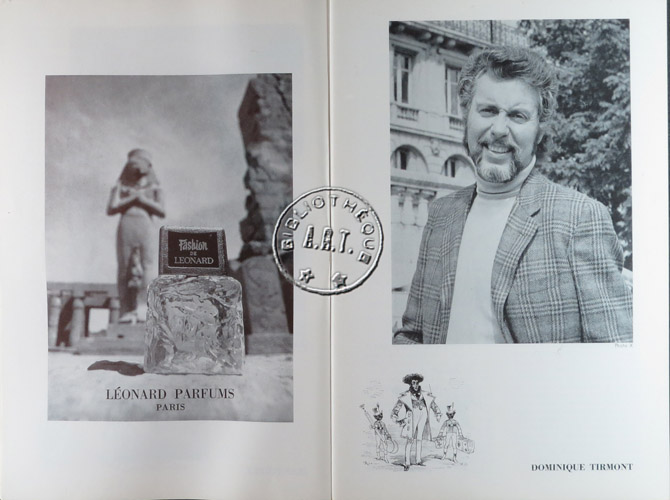 Fashion
DE
LEONARD
LÉONARD PARFUMS
PARIS
BIBLIOTHÈQUE
A.R.T.
DOMINIQUE TIRMONT